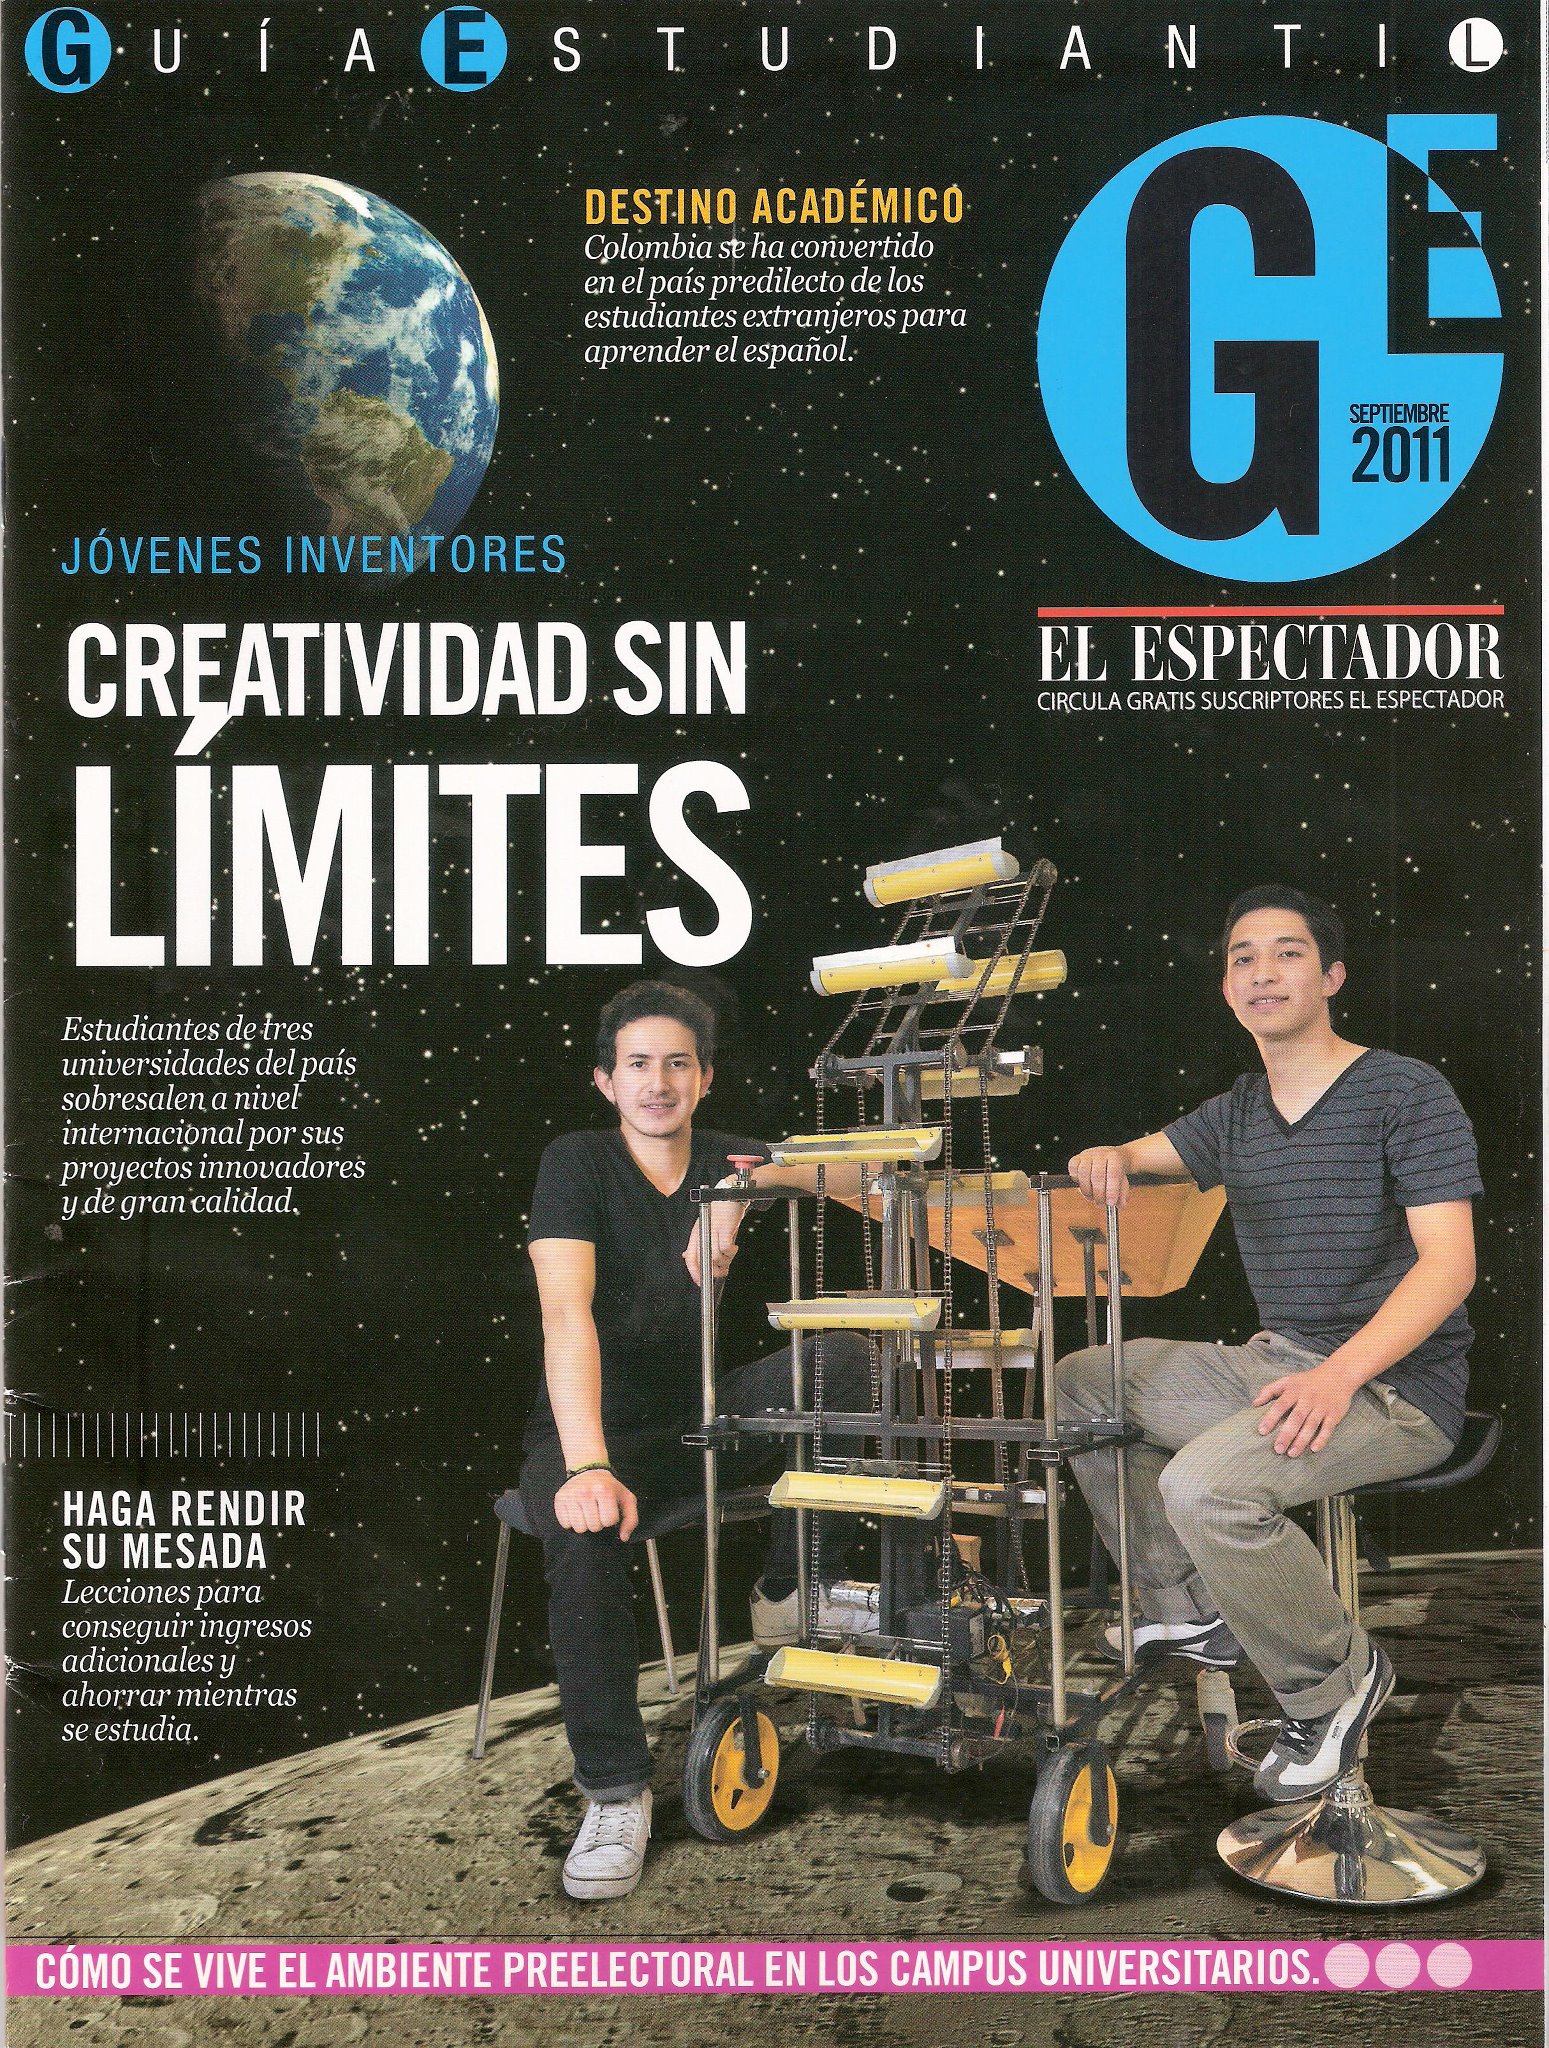 GUÍAESTUDIANTIL
DESTINO ACADÉMICO
Colombia se ha convertido
en el país predilecto de los
estudiantes extranjeros para
aprender el español.
GE
SEPTIEMBRE
2011
EL ESPECTADOR
CIRCULA GRATIS SUSCRIPTORES EL ESPECTADOR
JÓVENES INVENTORES
CREATIVIDAD SIN
LÍMITES
Estudiantes de tres
universidades del país
sobresalen a nivel
internacional por sus
proyectos innovadores
y de gran calidad.
HAGA RENDIR
SU MESADA
Lecciones para
conseguir ingresos
adicionales y
ahorrar mientras
se estudia.
CÓMO SE VIVE EL AMBIENTE PREELECTORAL EN LOS CAMPUS UNIVERSITARIOS.